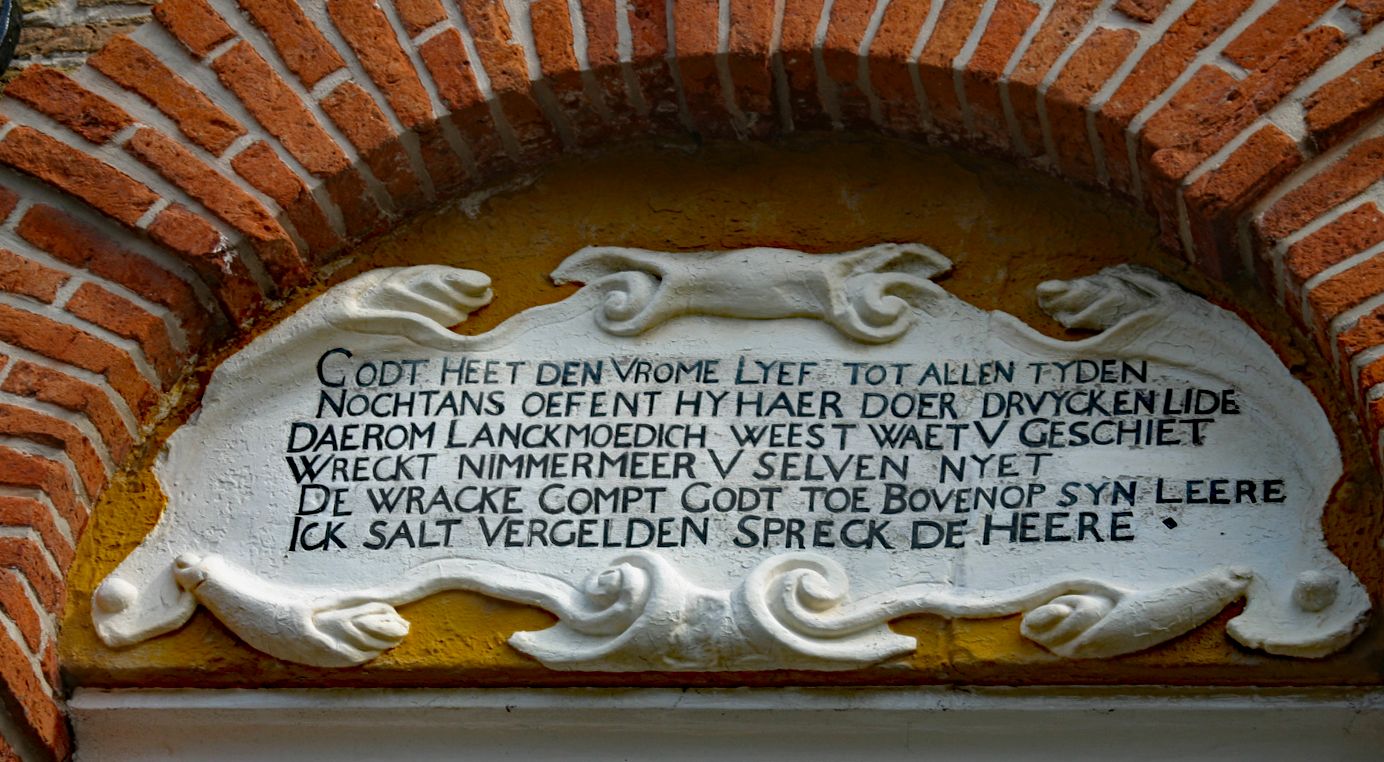 GODT HEET DEN VROME LYEF TOT ALLEN TYDEN
NOCHTANS OEFENT HY HAER DOER DRVYCKEN LIDE
DAEROM LANCKMOEDICH WEEST WAET V GESCHIET
WRECKT NIMMERMEER V SELVEN NYET
DE WRACKE COMPT GODT TOE BOVENOP SYN LEERE
ICK SALT VERGELDEN SPRECK DE HEERE .